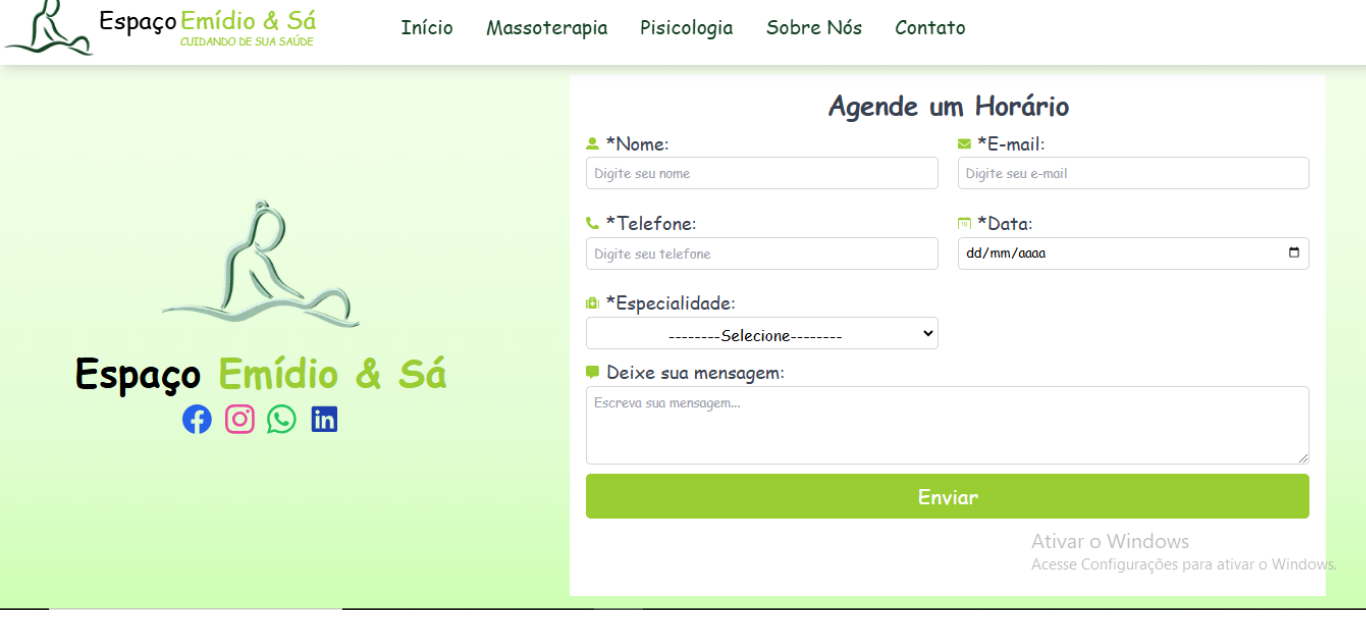 Espaço Emídio & Sá
CUIDANDO DE SUA SAÚDE
Início Massoterapia Pisicologia Sobre Nós Contato
Espaço Emídio & Sá
Agende um Horário
*Nome:
Digite seu nome
*E-mail:
Digite seu e-mail
*Telefone:
Digite seu telefone
*Data:
dd/mm/aaaa
*Especialidade:
--------Selecione--------
Deixe sua mensagem:
Escreva sua mensagem...
Enviar
Ativar o Windows
Acesse Configurações para ativar o Windows.